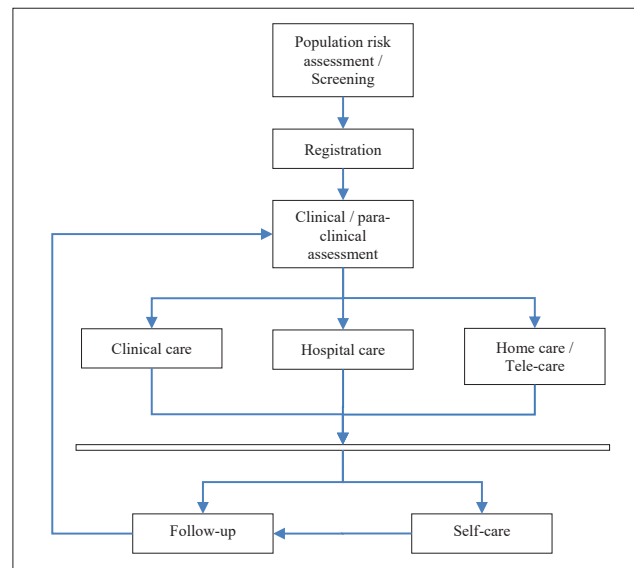 Population risk
assessment /
Screening
Registration
Clinical / para-
clinical
assessment
Clinical care
Hospital care
Home care /
Tele-care
Follow-up
Self-care